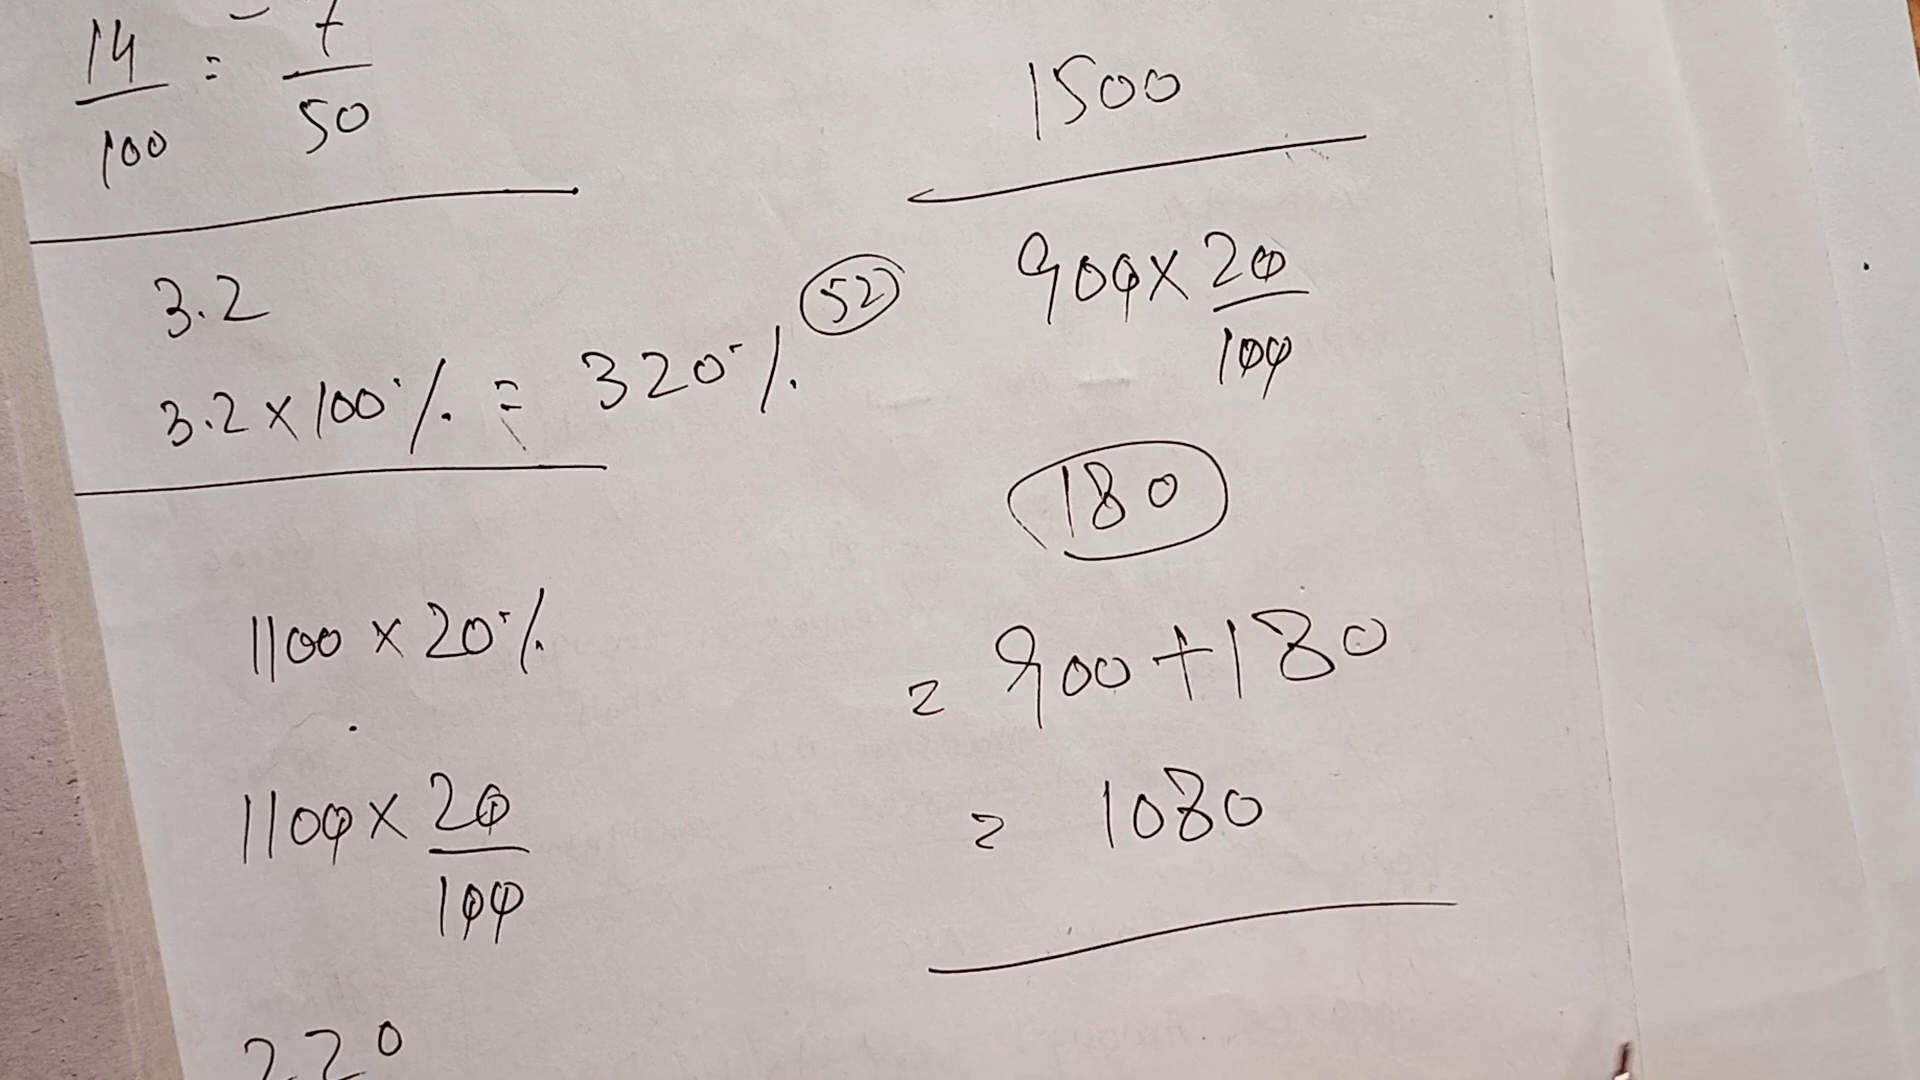 14/100 = 7/50
3.2
3.2 x 100% = 320%
52
1100 x 20%
1100 x 20/100
220
1500
900 x 20/100
180
= 900 + 180
= 1080